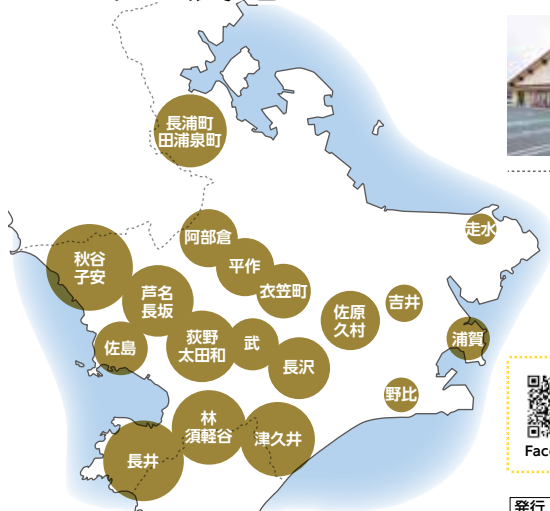 長浦町
田浦泉町
走水
阿部倉
平作
衣笠町
秋谷
子安
芦名
長坂
佐島
荻野
太田和
武
長沢
佐原
久村
吉井
浦賀
野比
林
須軽谷
津久井
長井
発行